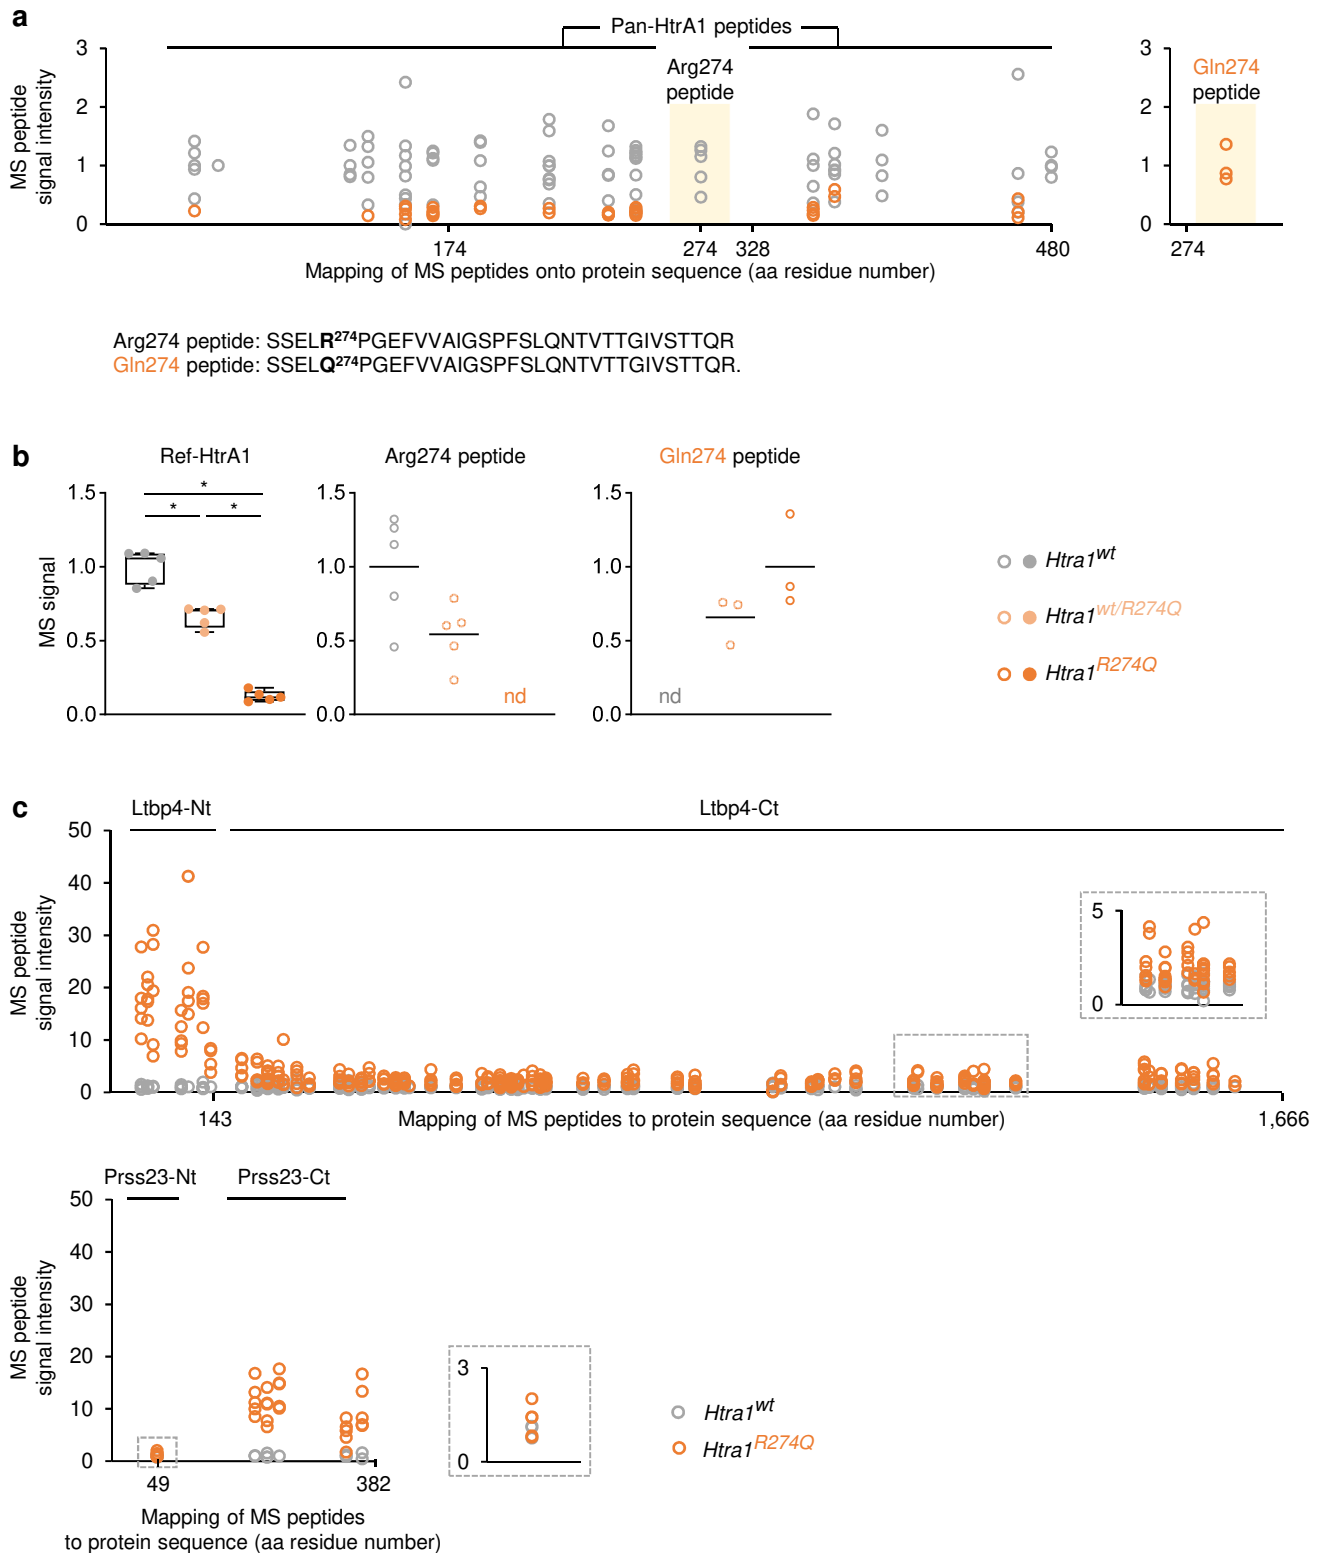 a
Pan-HtrA1 peptides
3
2
1
0
MS peptide
signal intensity
Arg274
peptide
174
274
328
480
Mapping of MS peptides onto protein sequence (aa residue number)
3
2
1
0
Gln274
peptide
274
Arg274 peptide: SSELR²⁷⁴PGEFVVAIGSPFSLQNTVTTGIVSTTQR
Gln274 peptide: SSELQ²⁷⁴PGEFVVAIGSPFSLQNTVTTGIVSTTQR.
b
Ref-HtrA1
MS signal
1.5
1.0
0.5
0.0
*
*
*
Arg274 peptide
1.5
1.0
0.5
0.0
nd
Gln274 peptide
1.5
1.0
0.5
0.0
nd
Htra1wt
Htra1wt/R274Q
Htra1R274Q
c
Ltbp4-Nt
Ltbp4-Ct
50
40
30
20
10
0
MS peptide
signal intensity
5
0
143
Mapping of MS peptides to protein sequence (aa residue number)
1,666
Prss23-Nt
Prss23-Ct
50
40
30
20
10
0
MS peptide
signal intensity
49
382
Mapping of MS peptides
to protein sequence (aa residue number)
3
0
Htra1wt
Htra1R274Q